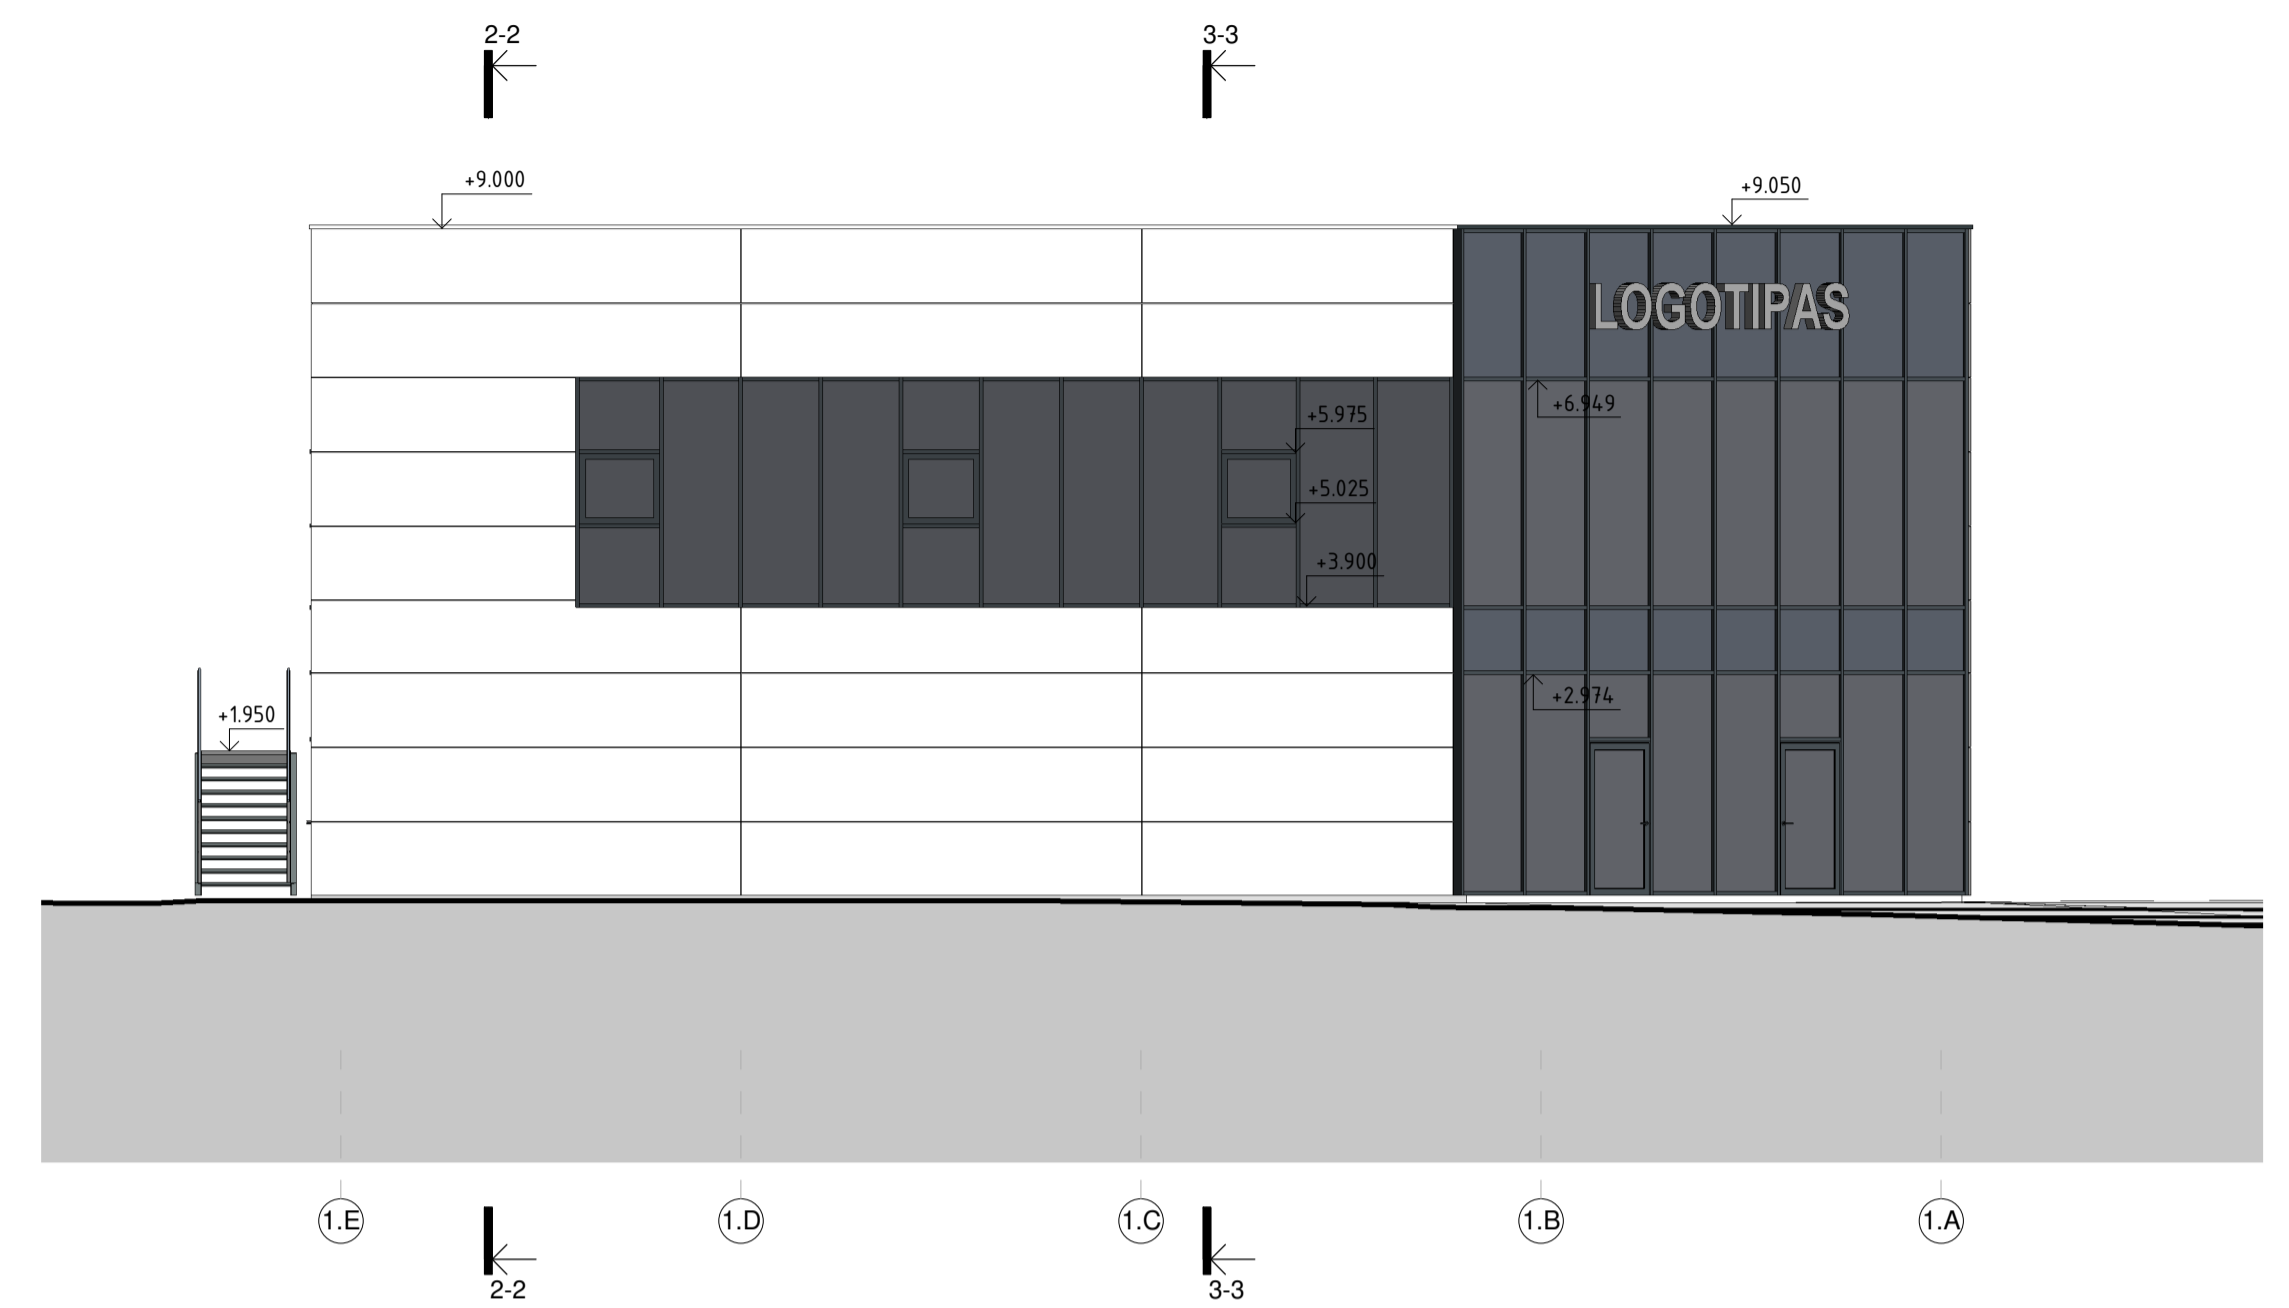 2-2
3-3
+9.000
+9.050
LOGOTIPAS
+5.975
+6.949
+5.025
+3.900
+2.974
+1.950
1.E
1.D
1.C
1.B
1.A
2-2
3-3